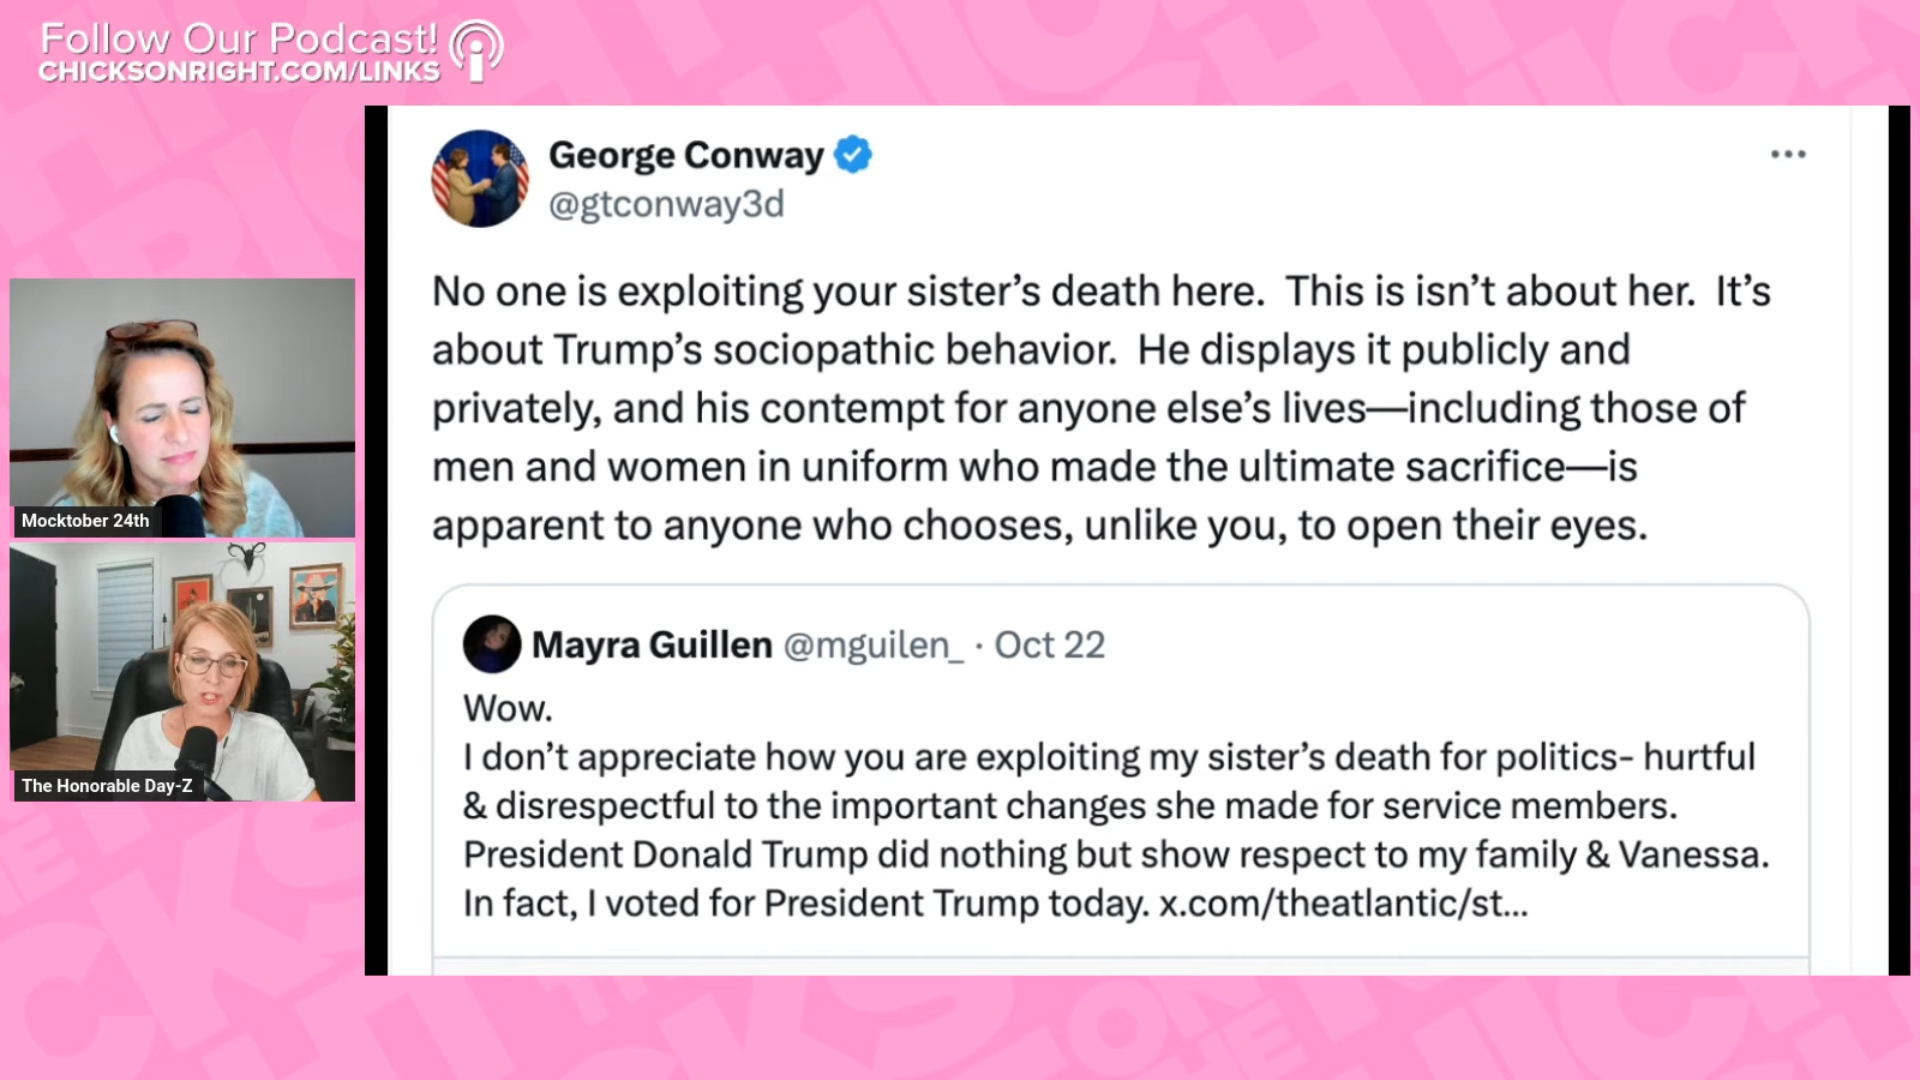 Follow Our Podcast!
CHICKSONRIGHT.COM/LINKS
George Conway
@gtconway3d
No one is exploiting your sister’s death here. This is isn’t about her. It’s
about Trump’s sociopathic behavior. He displays it publicly and
privately, and his contempt for anyone else’s lives—including those of
men and women in uniform who made the ultimate sacrifice—is
apparent to anyone who chooses, unlike you, to open their eyes.
Mayra Guillen @mguilen_ · Oct 22
Wow.
I don’t appreciate how you are exploiting my sister’s death for politics- hurtful
& disrespectful to the important changes she made for service members.
President Donald Trump did nothing but show respect to my family & Vanessa.
In fact, I voted for President Trump today. x.com/theatlantic/st...
Mocktober 24th
The Honorable Day-Z